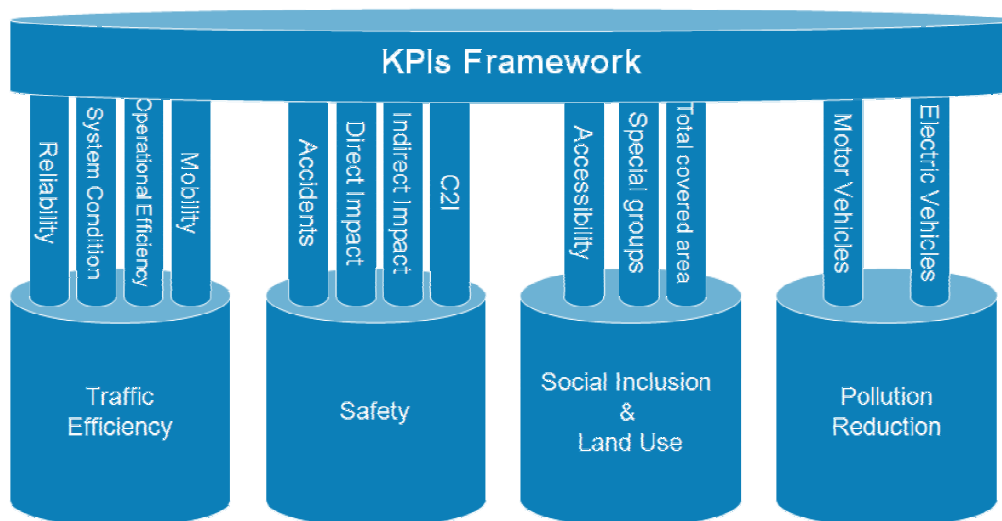 KPIs Framework
Reliability
System Condition
Operational Efficiency
Mobility
Accidents
Direct Impact
Indirect Impact
C2I
Accessibility
Special groups
Total covered area
Motor Vehicles
Electric Vehicles
Traffic
Efficiency
Safety
Social Inclusion
&
Land Use
Pollution
Reduction